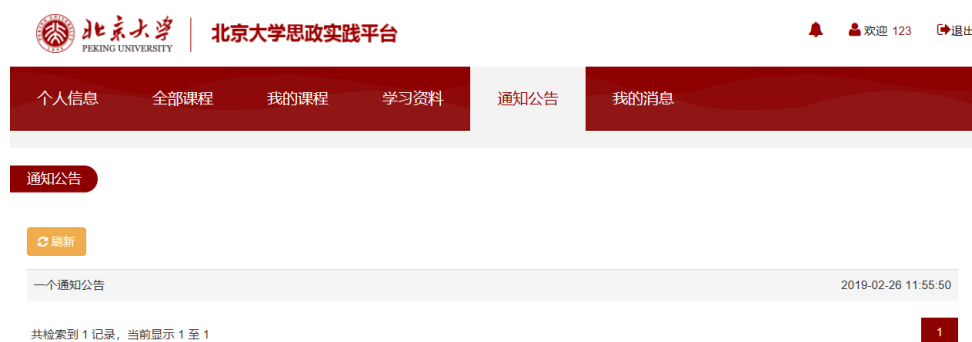 北京大学 北京大学思政实践平台 欢迎 123 退出
PEKING UNIVERSITY
个人信息 全部课程 我的课程 学习资料 通知公告 我的消息
通知公告
刷新
一个通知公告 2019-02-26 11:55:50
共检索到 1 记录，当前显示 1 至 1 1